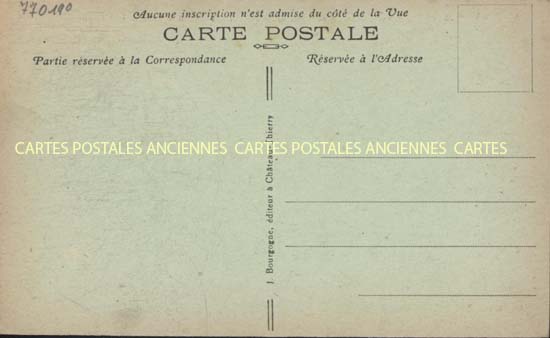 770190
Aucune inscription n'est admise du côté de la Vue
CARTE POSTALE
Partie réservée à la Correspondance
Réservée à l'Adresse
CARTES POSTALES ANCIENNES CARTES POSTALES ANCIENNES CARTES
J. Bourgogne, éditeur à Château-Thierry